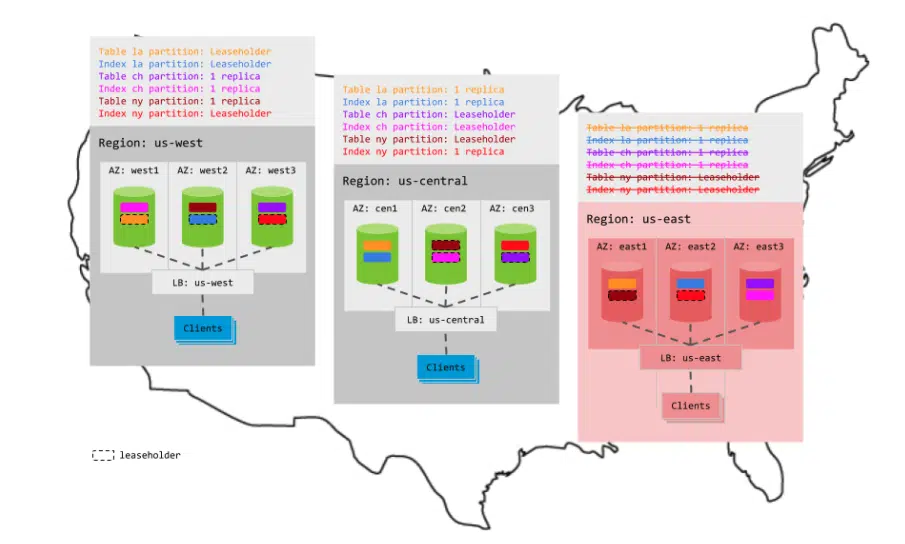 Table la partition: Leaseholder
Index la partition: Leaseholder
Table ch partition: 1 replica
Index ch partition: 1 replica
Table ny partition: 1 replica
Index ny partition: Leaseholder
Region: us-west
AZ: west1
AZ: west2
AZ: west3
LB: us-west
Clients
Table la partition: 1 replica
Index la partition: 1 replica
Table ch partition: Leaseholder
Index ch partition: Leaseholder
Table ny partition: Leaseholder
Index ny partition: 1 replica
Region: us-central
AZ: cen1
AZ: cen2
AZ: cen3
LB: us-central
Clients
Table la partition: 1 replica
Index la partition: 1 replica
Table ch partition: 1 replica
Index ch partition: 1 replica
Table ny partition: Leaseholder
Index ny partition: Leaseholder
Region: us-east
AZ: east1
AZ: east2
AZ: east3
LB: us-east
Clients
leaseholder